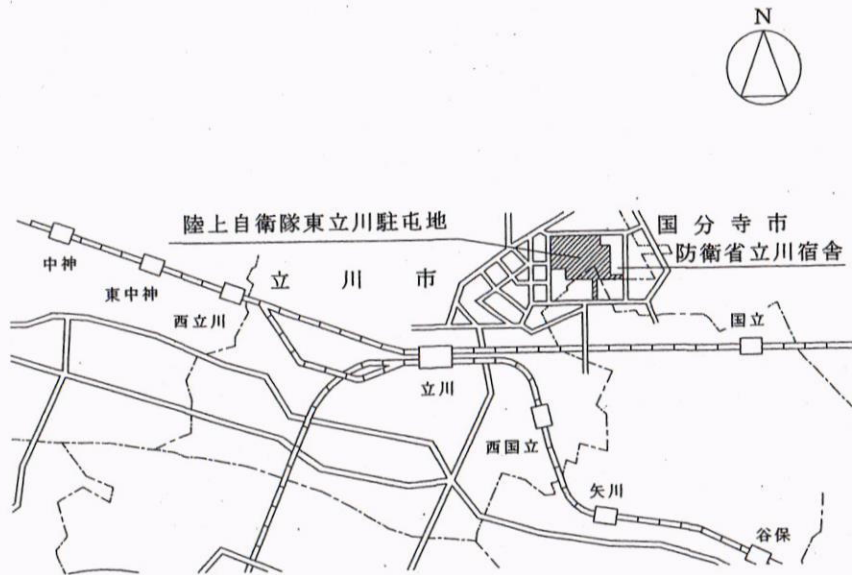 N
陸上自衛隊東立川駐屯地
国分寺市
防衛省立川宿舎
中神
立川市
東中神
西立川
国立
立川
西国立
矢川
谷保